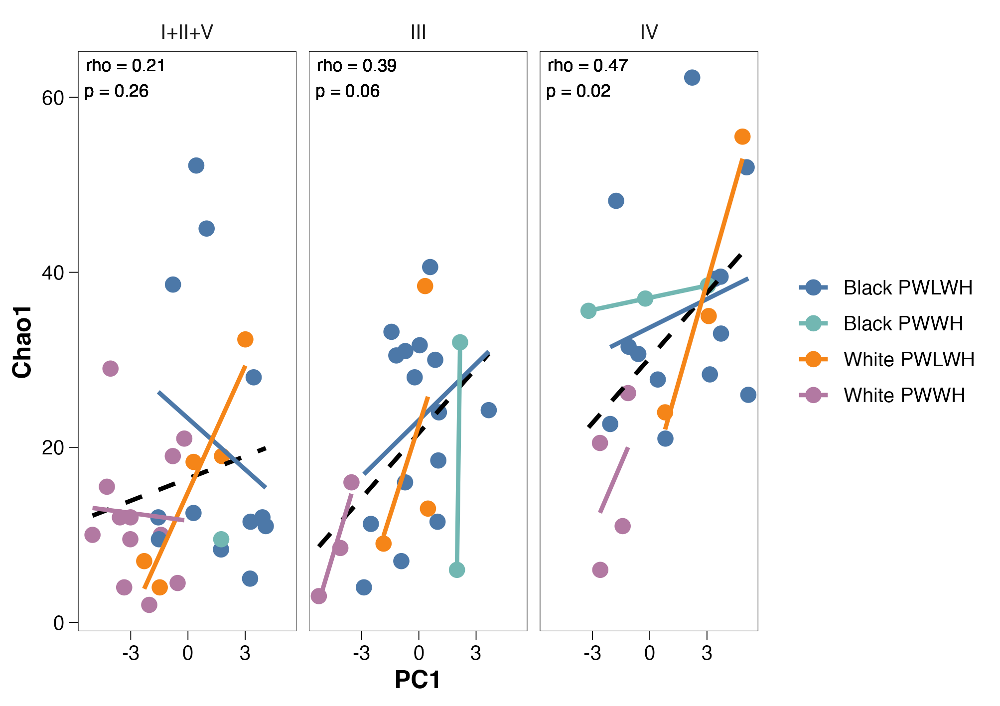 I+II+V
III
IV
rho = 0.21
p = 0.26
rho = 0.39
p = 0.06
rho = 0.47
p = 0.02
Chao1
60
40
20
0
-3 0 3
-3 0 3
-3 0 3
PC1
Black PWLWH
Black PWWH
White PWLWH
White PWWH